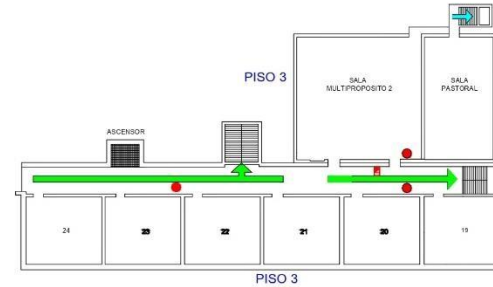 PISO 3
SALA
MULTIPROPOSITO 2
SALA
PASTORAL
ASCENSOR
24
23
22
21
20
19
PISO 3